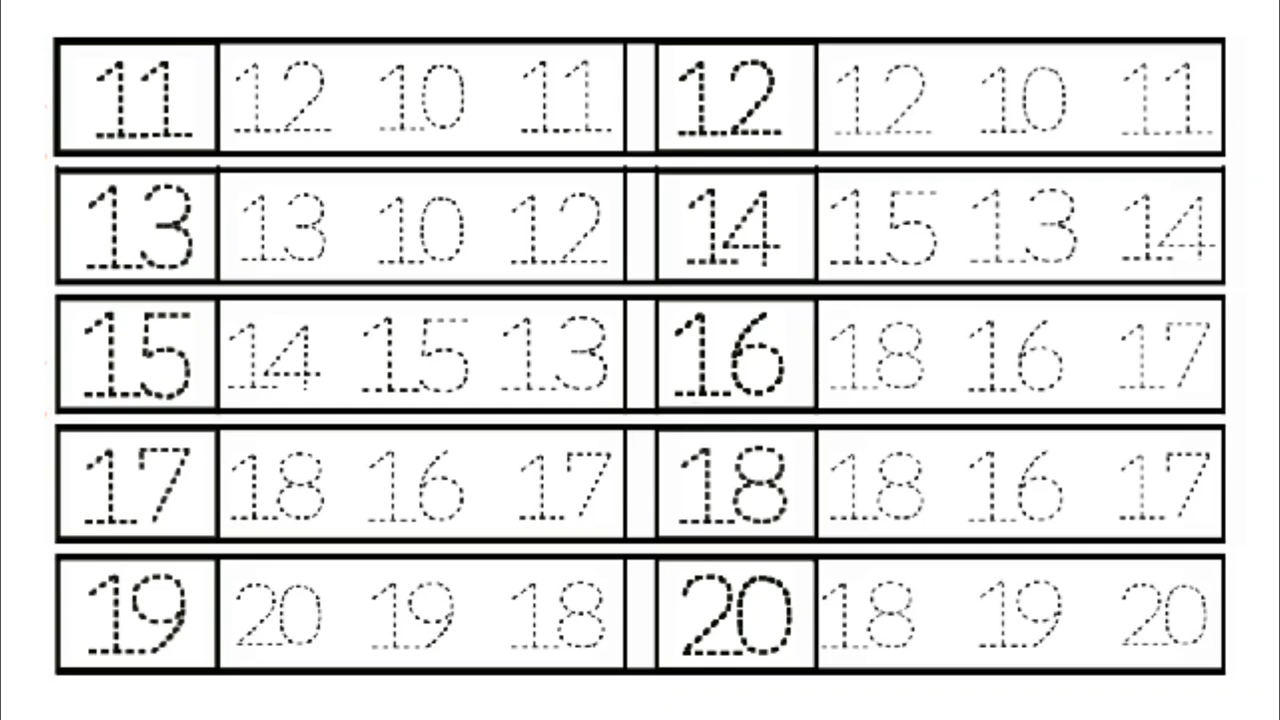 11 12 10 11 12 12 10 11
13 13 10 12 14 15 13 14
15 14 15 13 16 18 16 17
17 18 16 17 18 18 16 17
19 20 19 18 20 18 19 20